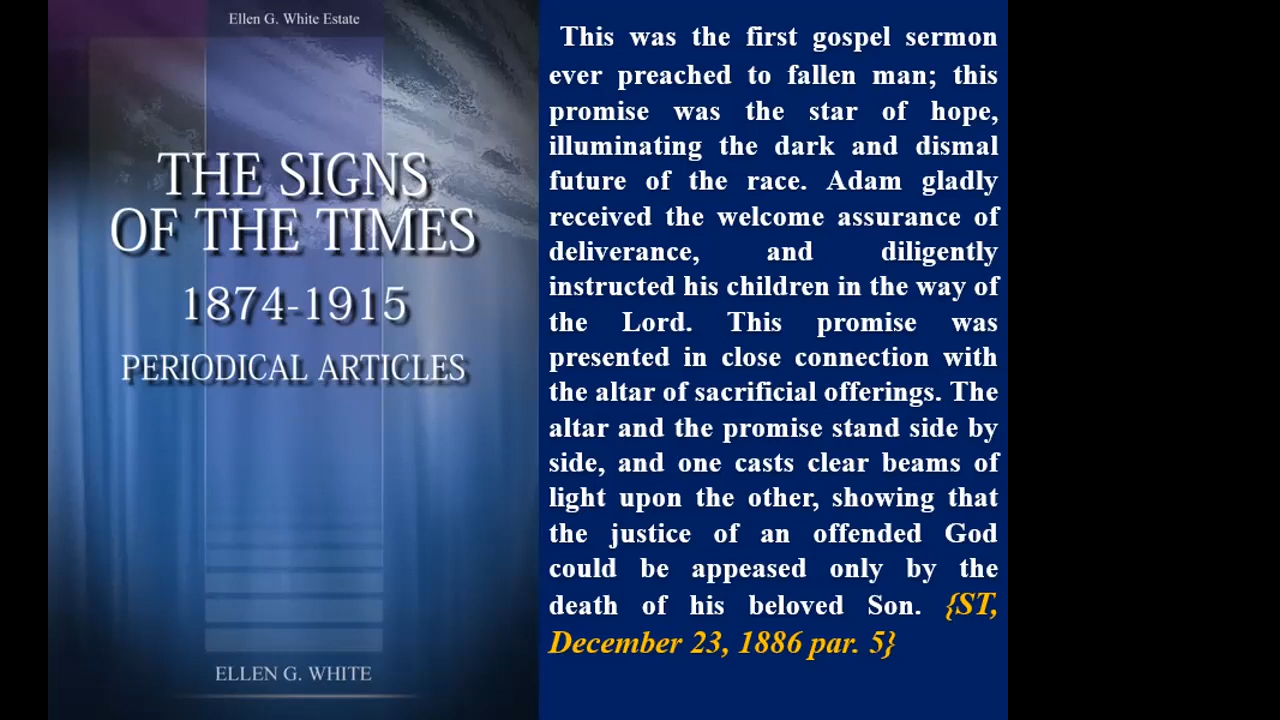 Ellen G. White Estate
THE SIGNS
OF THE TIMES
1874-1915
PERIODICAL ARTICLES
ELLEN G. WHITE
This was the first gospel sermon
ever preached to fallen man; this
promise was the star of hope,
illuminating the dark and dismal
future of the race. Adam gladly
received the welcome assurance of
deliverance, and diligently
instructed his children in the way of
the Lord. This promise was
presented in close connection with
the altar of sacrificial offerings. The
altar and the promise stand side by
side, and one casts clear beams of
light upon the other, showing that
the justice of an offended God
could be appeased only by the
death of his beloved Son. {ST,
December 23, 1886 par. 5}